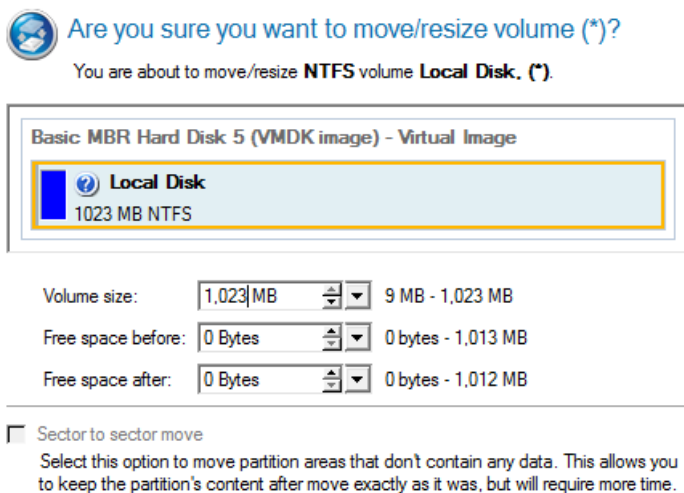 Are you sure you want to move/resize volume (*)?
You are about to move/resize NTFS volume Local Disk, (*).
Basic MBR Hard Disk 5 (VMDK image) - Virtual Image
Local Disk
1023 MB NTFS
Volume size: 1,023 MB 9 MB - 1,023 MB
Free space before: 0 Bytes 0 bytes - 1,013 MB
Free space after: 0 Bytes 0 bytes - 1,012 MB
Sector to sector move
Select this option to move partition areas that don't contain any data. This allows you
to keep the partition's content after move exactly as it was, but will require more time.